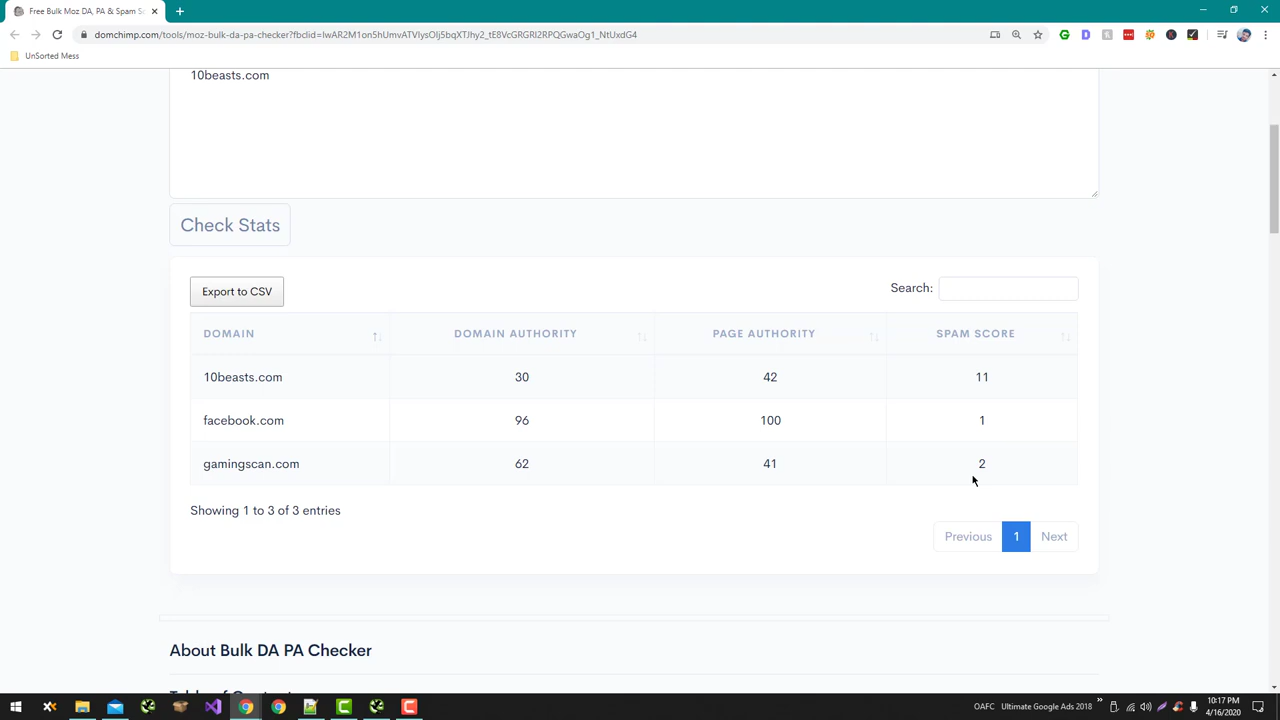 Free Bulk Moz DA, PA & Spam Sc
domchimp.com/tools/moz-bulk-da-pa-checker?fbclid=
UnSorted Mess
10beasts.com
Check Stats
Export to CSV
Search:
DOMAIN DOMAIN AUTHORITY PAGE AUTHORITY SPAM SCORE
10beasts.com 30 42 11
facebook.com 96 100 1
gamingscan.com 62 41 2
Showing 1 to 3 of 3 entries
Previous 1 Next
About Bulk DA PA Checker
OAFC Ultimate Google Ads 2018
10:17 PM
4/16/2020